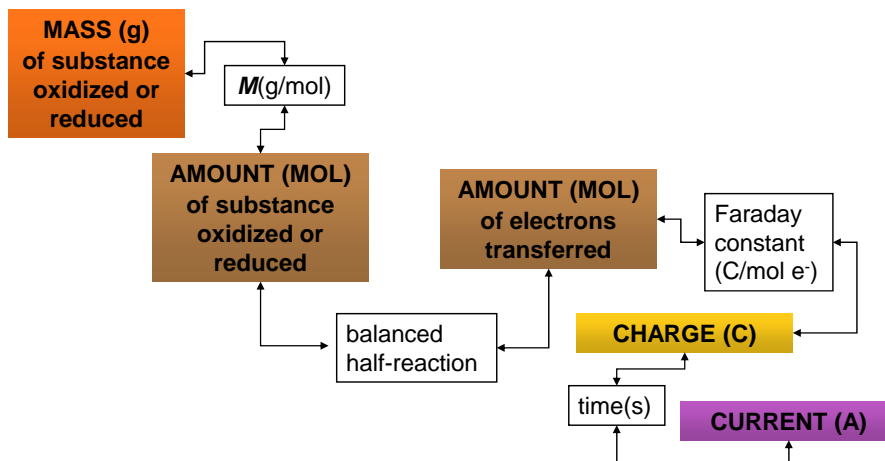 MASS (g)
of substance
oxidized or
reduced
M(g/mol)
AMOUNT (MOL)
of substance
oxidized or
reduced
AMOUNT (MOL)
of electrons
transferred
Faraday
constant
(C/mol e-)
balanced
half-reaction
CHARGE (C)
time(s)
CURRENT (A)